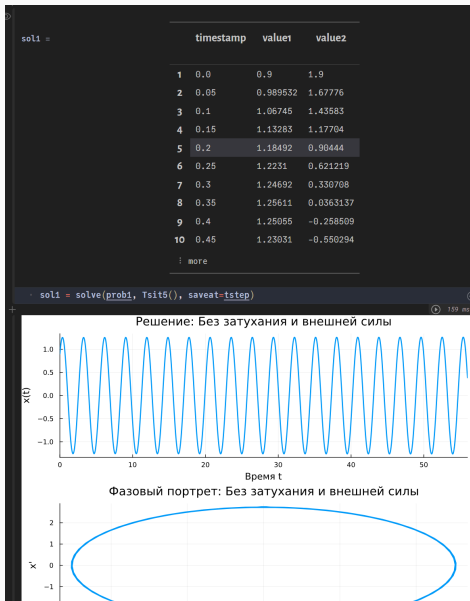 sol1 =
timestamp value1 value2
1 0.0 0.9 1.9
2 0.05 0.989532 1.67776
3 0.1 1.06745 1.43583
4 0.15 1.13283 1.17704
5 0.2 1.18492 0.90444
6 0.25 1.2231 0.621219
7 0.3 1.24692 0.330708
8 0.35 1.25611 0.0363137
9 0.4 1.25055 -0.258509
10 0.45 1.23031 -0.550294
⋮ more
sol1 = solve(prob1, Tsit5(), saveat=tstep)
159 ms
Решение: Без затухания и внешней силы
1.0
0.5
0.0
−0.5
−1.0
x(t)
0 10 20 30 40 50
Время t
Фазовый портрет: Без затухания и внешней силы
2
1
0
−1
x'